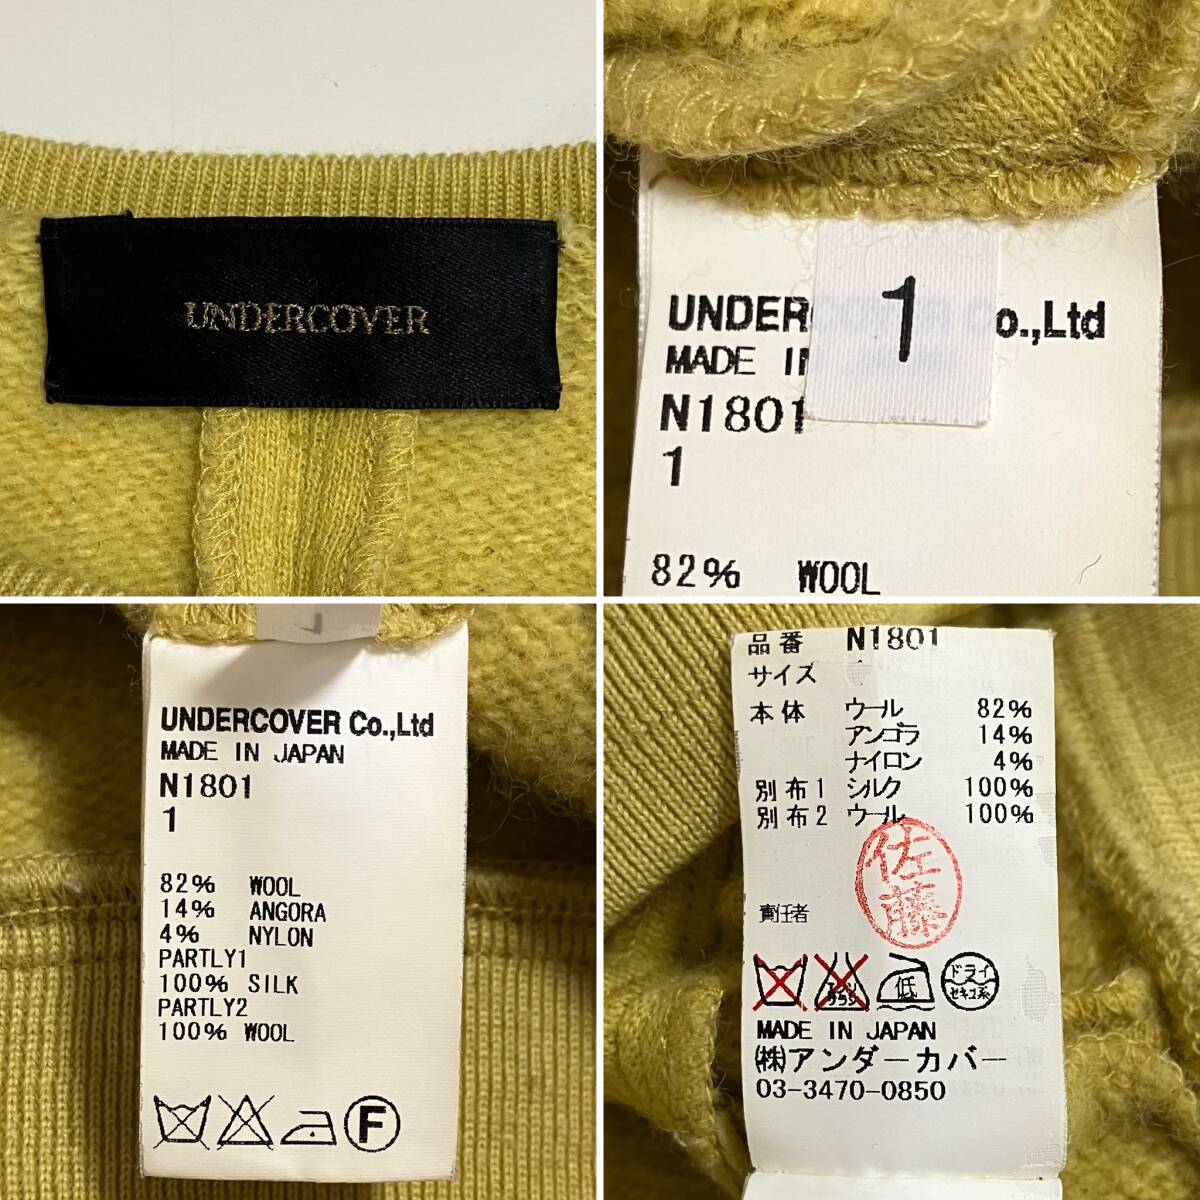 UNDERCOVER
1
UNDER o.,Ltd
MADE
N1801
1
82% WOOL
UNDERCOVER Co.,Ltd
MADE IN JAPAN
N1801
1
82% WOOL
14% ANGORA
4% NYLON
PARTLY1
100% SILK
PARTLY2
100% WOOL
F
品番 N1801
サイズ
本体 ウール 82%
アンゴラ 14%
ナイロン 4%
別布1 シルク 100%
別布2 ウール 100%
佐藤
責任者
低
ドライ
セキユ系
MADE IN JAPAN
㈱アンダーカバー
03-3470-0850